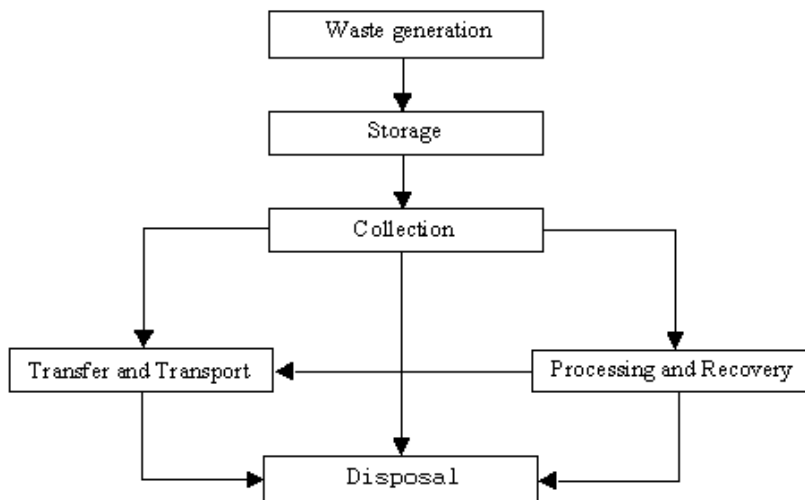 Waste generation
Storage
Collection
Transfer and Transport
Processing and Recovery
Disposal